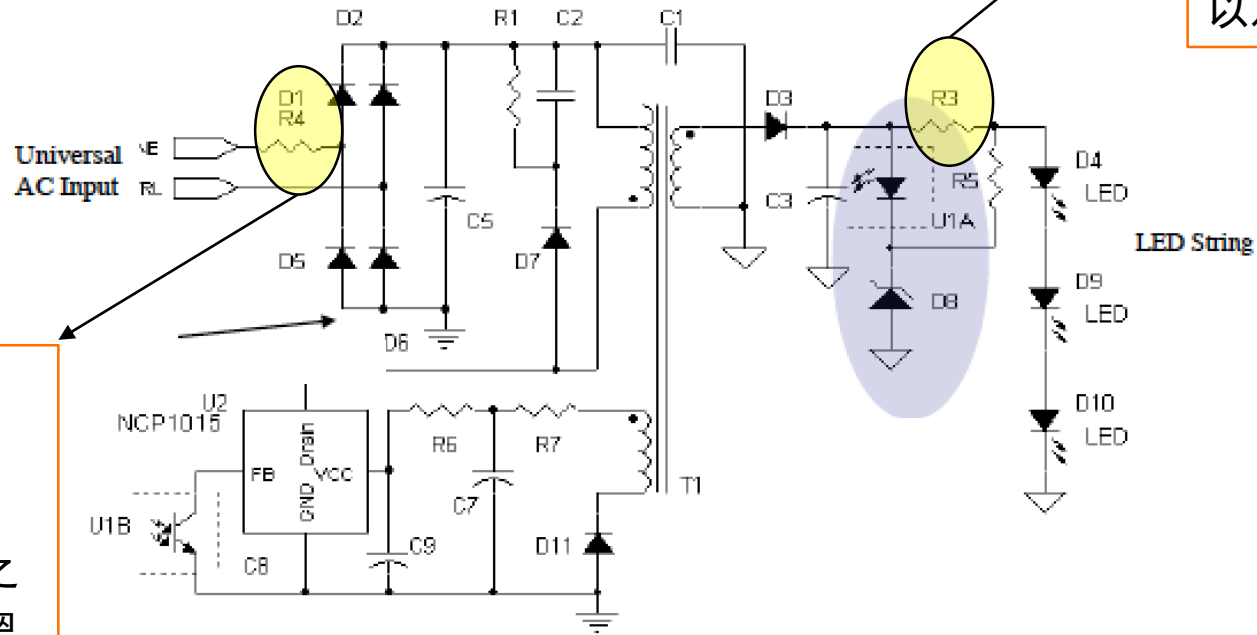 D2
R1
C2
C1
D1
R4
D3
R3
Universal
AC Input
RL
D4
LED
R5
C3
C5
U1A
LED String
D5
D7
D8
D9
LED
D6
U2
NCP1015
Drain
FB
VCC
GND
R6
R7
D10
LED
C7
T1
U1B
C8
C9
D11
之